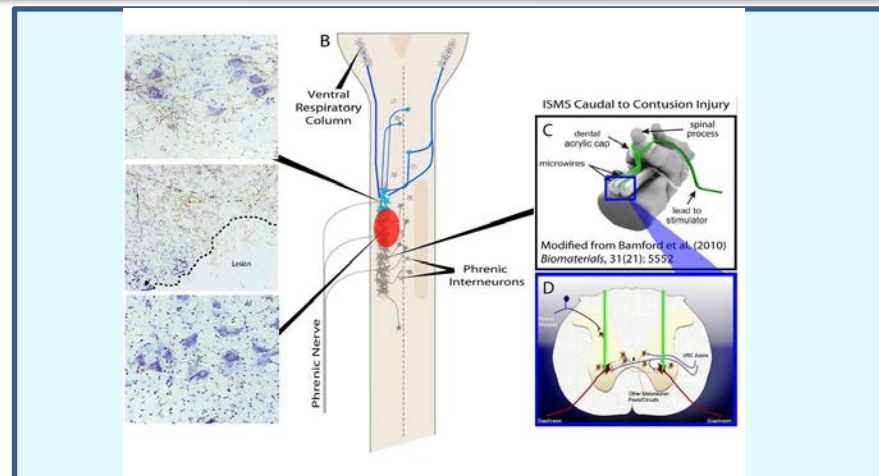 B
Ventral
Respiratory
Column
Lesion
Phrenic
Interneurons
Phrenic Nerve
ISMS Caudal to Contusion Injury
C
spinal
process
dental
acrylic cap
microwires
lead to
stimulator
Modified from Bamford et al. (2010)
Biomaterials, 31(21): 5552
D
VRC Axons
Other Motoneuron
Pools/Circuits
Diaphragm
Diaphragm